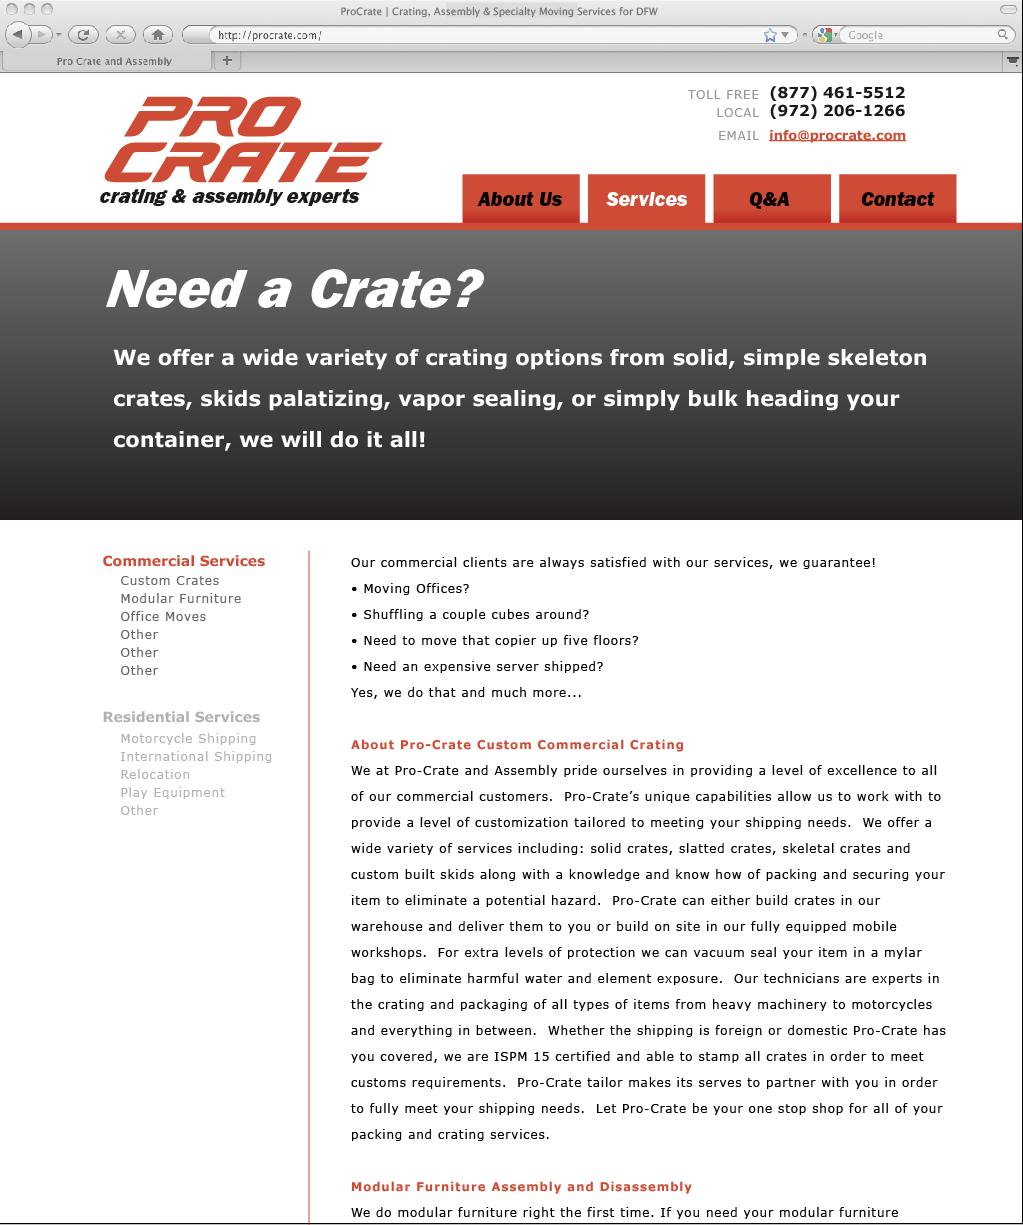 ProCrate | Crating, Assembly & Specialty Moving Services for DFW
http://procrate.com./
Google
Pro Crate and Assembly
TOLL FREE (877) 461-5512
LOCAL (972) 206-1266
EMAIL info@procrate.com
PRO
CRATE
crating & assembly experts
About Us Services Q&A Contact
Need a Crate?
We offer a wide variety of crating options from solid, simple skeleton
crates, skids palatizing, vapor sealing, or simply bulk heading your
container, we will do it all!
Commercial Services
Custom Crates
Modular Furniture
Office Moves
Other
Other
Other
Residential Services
Motorcycle Shipping
International Shipping
Relocation
Play Equipment
Other
Our commercial clients are always satisfied with our services, we guarantee!
• Moving Offices?
• Shuffling a couple cubes around?
• Need to move that copier up five floors?
• Need an expensive server shipped?
Yes, we do that and much more...
About Pro-Crate Custom Commercial Crating
We at Pro-Crate and Assembly pride ourselves in providing a level of excellence to all
of our commercial customers.  Pro-Crate’s unique capabilities allow us to work with to
provide a level of customization tailored to meeting your shipping needs.  We offer a
wide variety of services including: solid crates, slatted crates, skeletal crates and
custom built skids along with a knowledge and know how of packing and securing your
item to eliminate a potential hazard.  Pro-Crate can either build crates in our
warehouse and deliver them to you or build on site in our fully equipped mobile
workshops.  For extra levels of protection we can vacuum seal your item in a mylar
bag to eliminate harmful water and element exposure.  Our technicians are experts in
the crating and packaging of all types of items from heavy machinery to motorcycles
and everything in between.  Whether the shipping is foreign or domestic Pro-Crate has
you covered, we are ISPM 15 certified and able to stamp all crates in order to meet
customs requirements.  Pro-Crate tailor makes its serves to partner with you in order
to fully meet your shipping needs.  Let Pro-Crate be your one stop shop for all of your
packing and crating services.
Modular Furniture Assembly and Disassembly
We do modular furniture right the first time. If you need your modular furniture